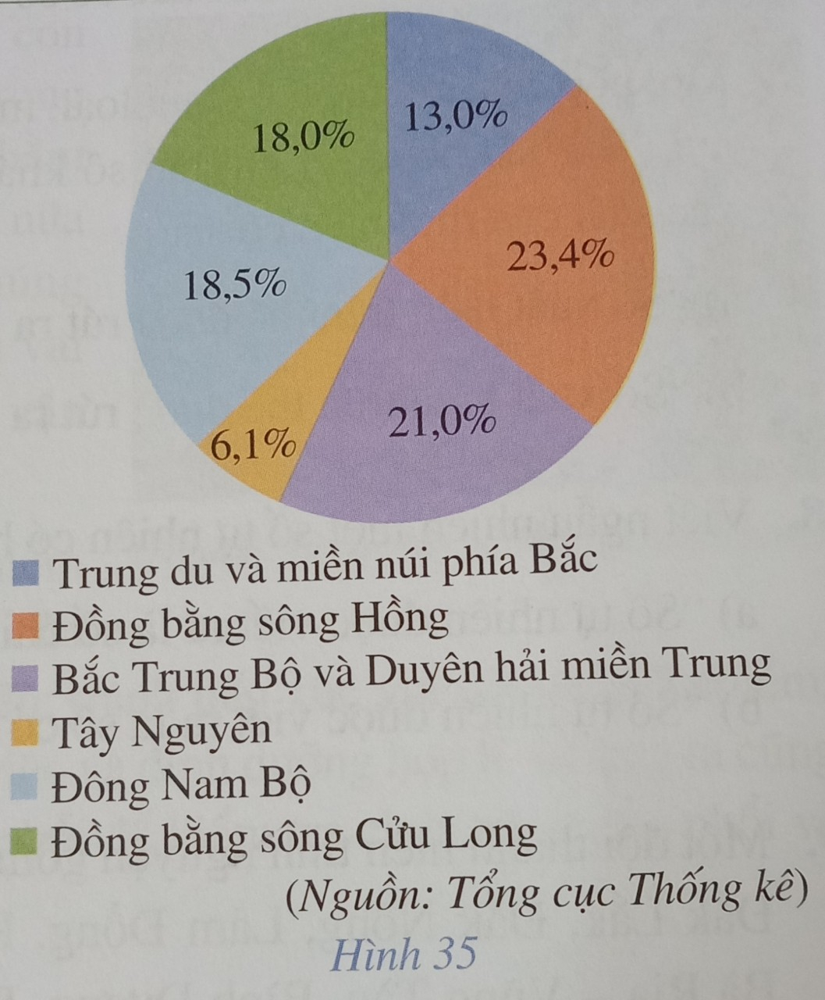 18,0%
13,0%
23,4%
18,5%
21,0%
6,1%
Trung du và miền núi phía Bắc
Đồng bằng sông Hồng
Bắc Trung Bộ và Duyên hải miền Trung
Tây Nguyên
Đông Nam Bộ
Đồng bằng sông Cửu Long
(Nguồn: Tổng cục Thống kê)
Hình 35